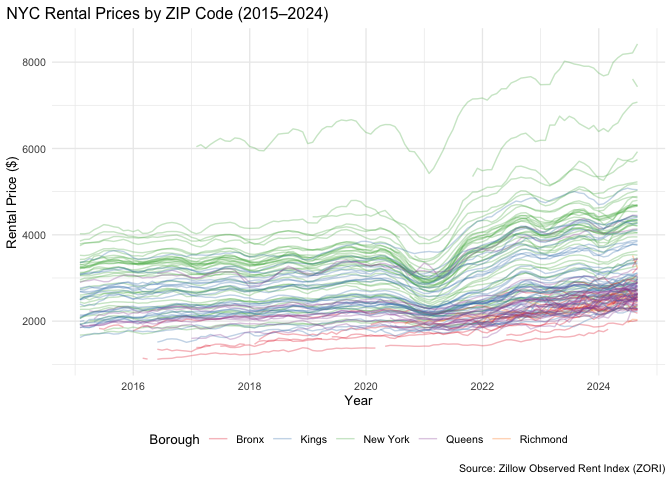 NYC Rental Prices by ZIP Code (2015–2024)
8000
6000
4000
2000
Rental Price ($)
2016 2018 2020 2022 2024
Year
Borough Bronx Kings New York Queens Richmond
Source: Zillow Observed Rent Index (ZORI)